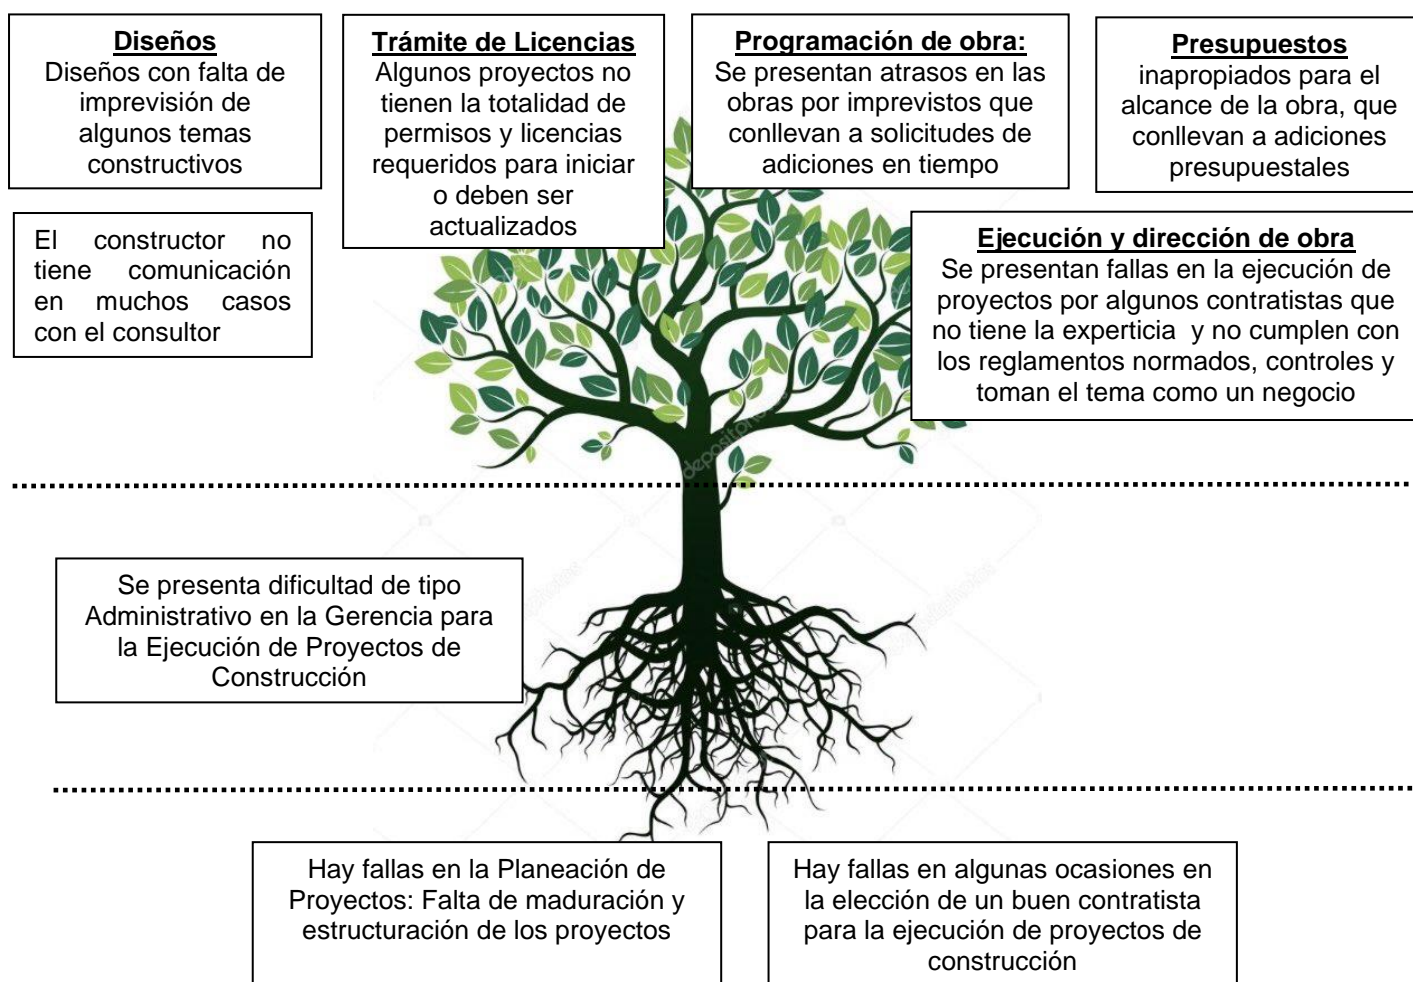 Diseños
Diseños con falta de
imprevisión de
algunos temas
constructivos
Trámite de Licencias
Algunos proyectos no
tienen la totalidad de
permisos y licencias
requeridos para iniciar
o deben ser
actualizados
Programación de obra:
Se presentan atrasos en las
obras por imprevistos que
conllevan a solicitudes de
adiciones en tiempo
Presupuestos
inapropiados para el
alcance de la obra, que
conllevan a adiciones
presupuestales
El constructor no
tiene comunicación
en muchos casos
con el consultor
Ejecución y dirección de obra
Se presentan fallas en la ejecución de
proyectos por algunos contratistas que
no tiene la experticia y no cumplen con
los reglamentos normados, controles y
toman el tema como un negocio
depositphotos
Se presenta dificultad de tipo
Administrativo en la Gerencia para
la Ejecución de Proyectos de
Construcción
Hay fallas en la Planeación de
Proyectos: Falta de maduración y
estructuración de los proyectos
Hay fallas en algunas ocasiones en
la elección de un buen contratista
para la ejecución de proyectos de
construcción